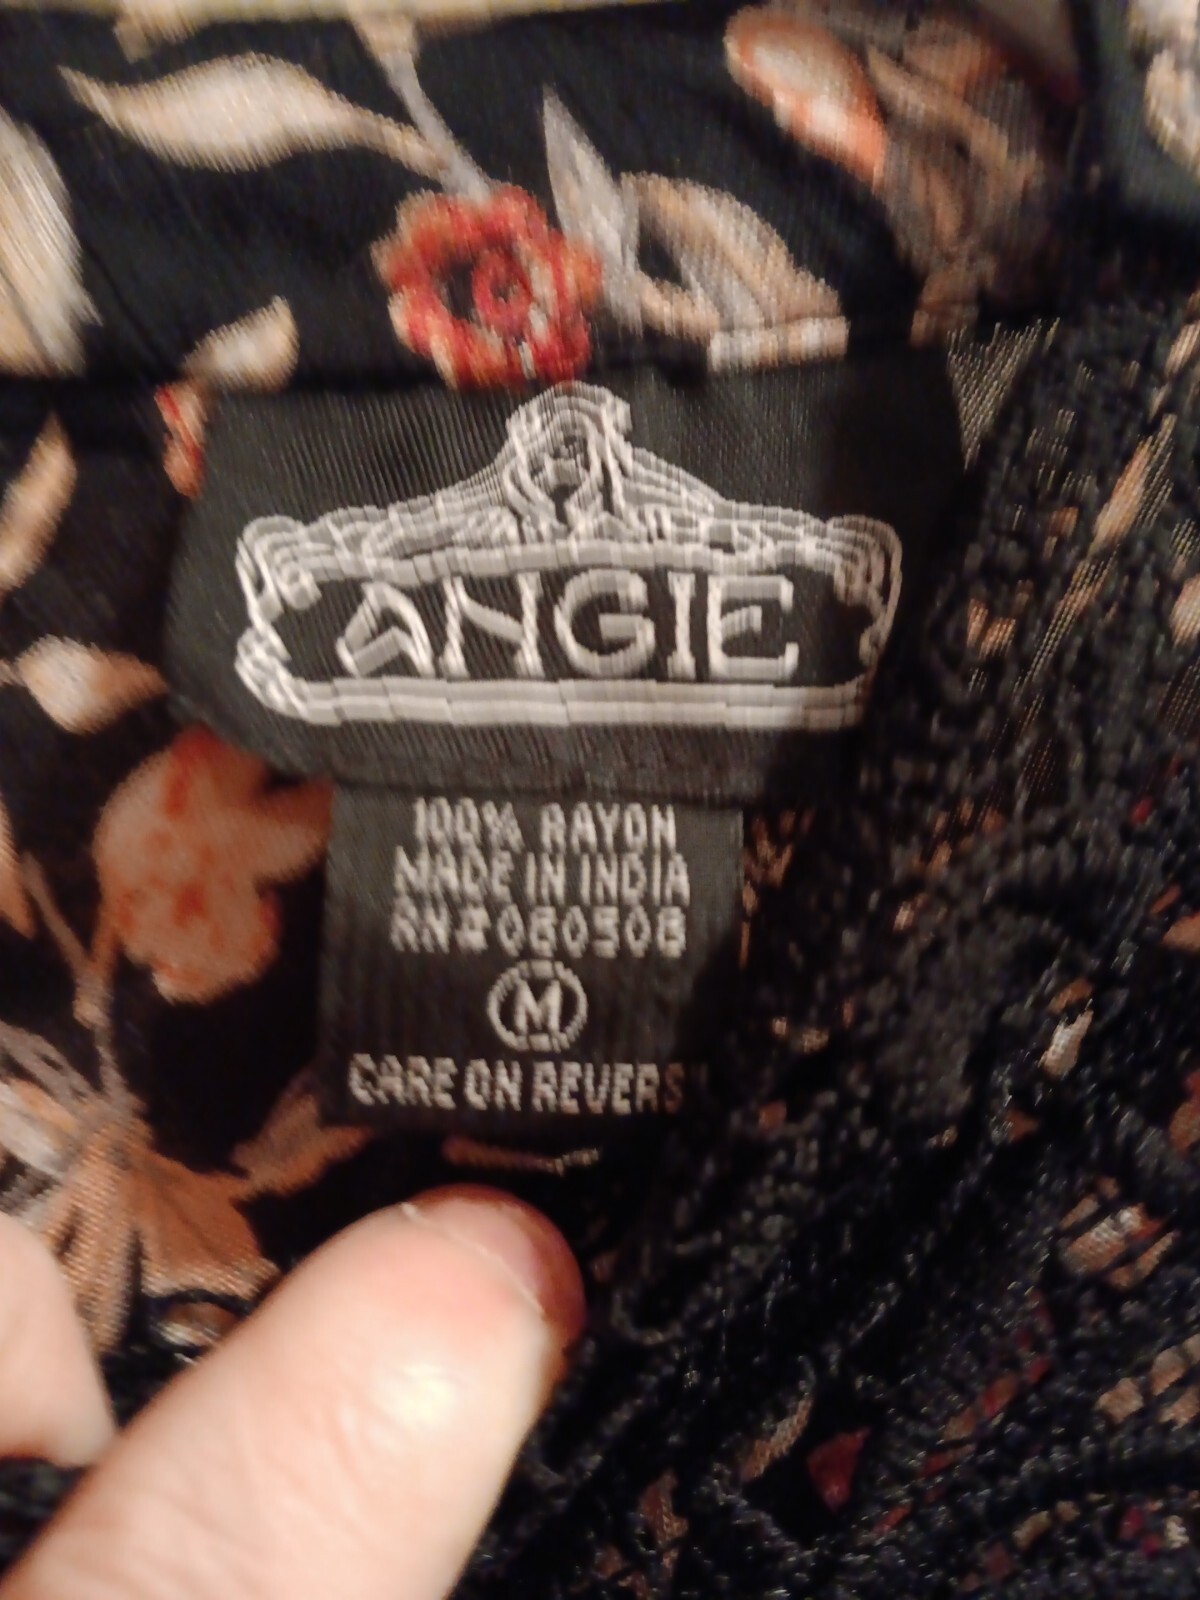 ANGIE
100% RAYON
MADE IN INDIA
RN#080508
M
CARE ON REVERS